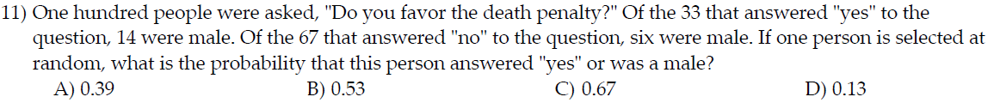 11) One hundred people were asked, "Do you favor the death penalty?" Of the 33 that answered "yes" to the
question, 14 were male. Of the 67 that answered "no" to the question, six were male. If one person is selected at
random, what is the probability that this person answered "yes" or was a male?
A) 0.39 B) 0.53 C) 0.67 D) 0.13